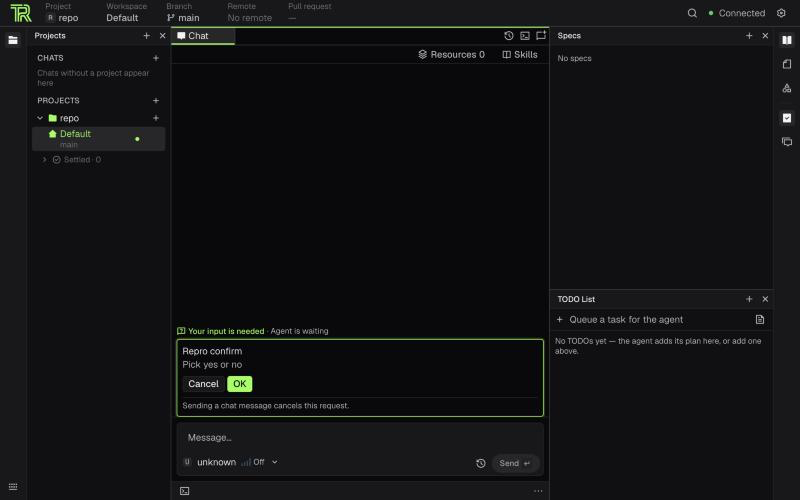 TR
Project
R repo
Workspace
Default
Branch
main
Remote
No remote
Pull request
—
Connected
Projects
CHATS
Chats without a project appear
here
PROJECTS
repo
Default
main
Settled · 0
Chat
Resources 0
Skills
Your input is needed · Agent is waiting
Repro confirm
Pick yes or no
Cancel
OK
Sending a chat message cancels this request.
Message...
U unknown
Off
Send
Specs
No specs
TODO List
Queue a task for the agent
No TODOs yet — the agent adds its plan here, or add one
above.